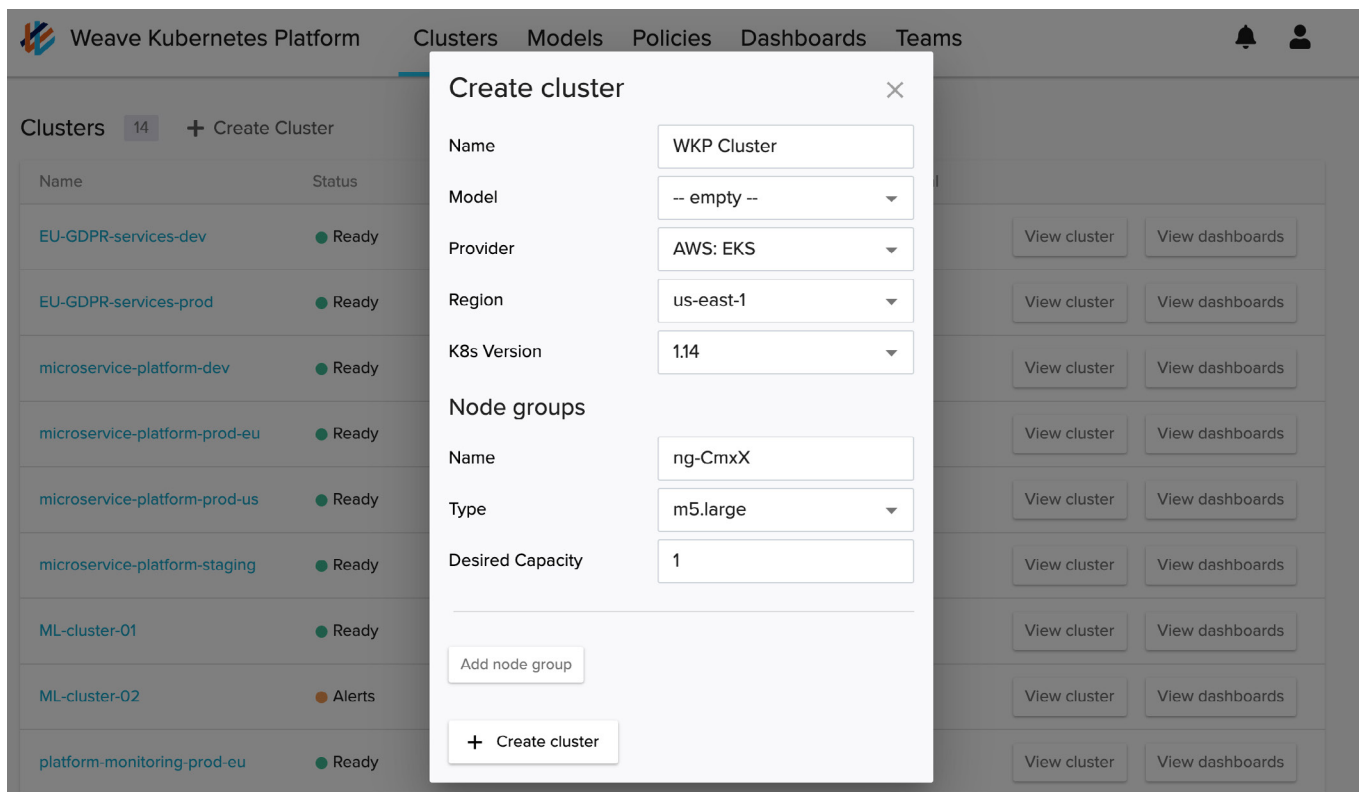 Weave Kubernetes Platform Clusters Models Policies Dashboards Teams
Create cluster
Clusters 14 + Create Cluster
Name WKP Cluster
Name Status
Model -- empty --
EU-GDPR-services-dev Ready View cluster View dashboards
Provider AWS: EKS
Region us-east-1
EU-GDPR-services-prod Ready View cluster View dashboards
K8s Version 1.14
microservice-platform-dev Ready View cluster View dashboards
Node groups
microservice-platform-prod-eu Ready View cluster View dashboards
Name ng-CmxX
microservice-platform-prod-us Ready View cluster View dashboards
Type m5.large
Desired Capacity 1
microservice-platform-staging Ready View cluster View dashboards
ML-cluster-01 Ready View cluster View dashboards
Add node group
ML-cluster-02 Alerts View cluster View dashboards
+ Create cluster
platform-monitoring-prod-eu Ready View cluster View dashboards